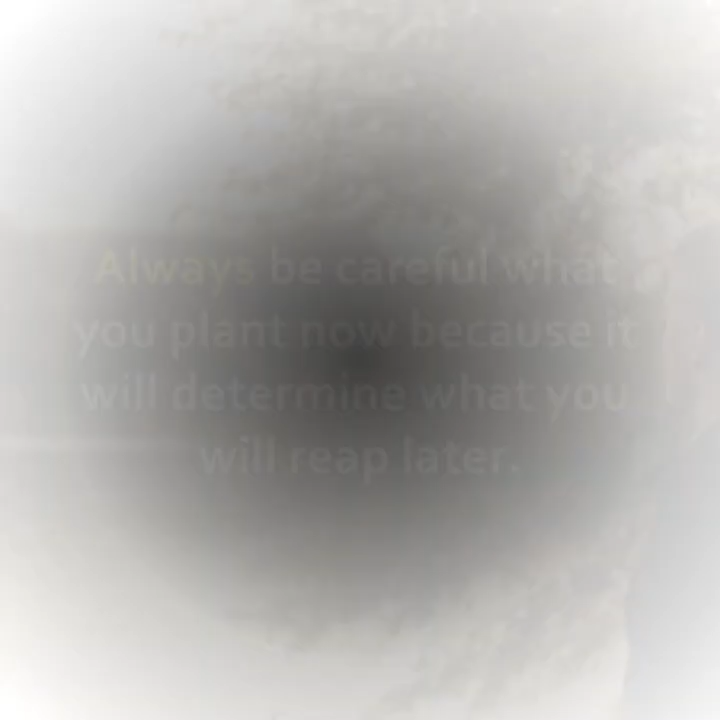 Always be careful what
you plant now because it
will determine what you
will reap later.